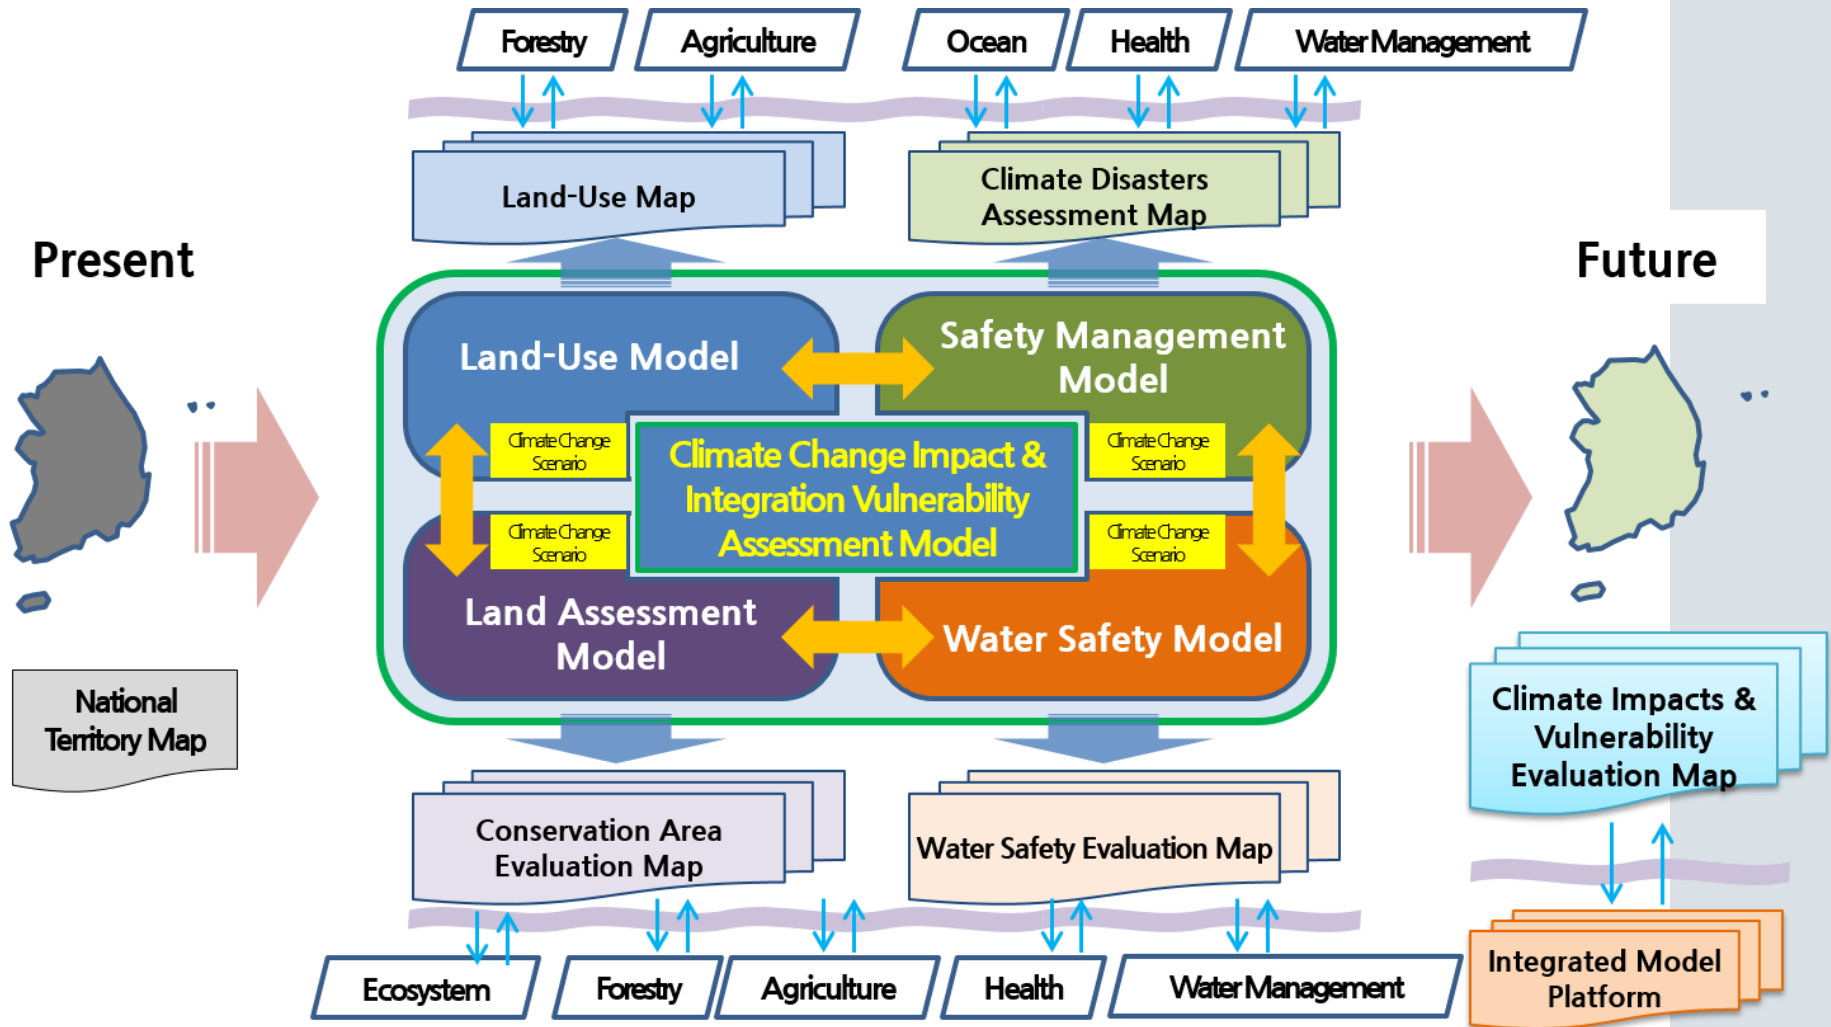 Forestry
Agriculture
Ocean
Health
Water Management
Land-Use Map
Climate Disasters
Assessment Map
Present
Future
Land-Use Model
Safety Management
Model
Climate Change
Scenario
Climate Change Impact &
Integration Vulnerability
Assessment Model
Climate Change
Scenario
Climate Change
Scenario
Climate Change
Scenario
Land Assessment
Model
Water Safety Model
National
Territory Map
Climate Impacts &
Vulnerability
Evaluation Map
Conservation Area
Evaluation Map
Water Safety Evaluation Map
Integrated Model
Platform
Ecosystem
Forestry
Agriculture
Health
Water Management